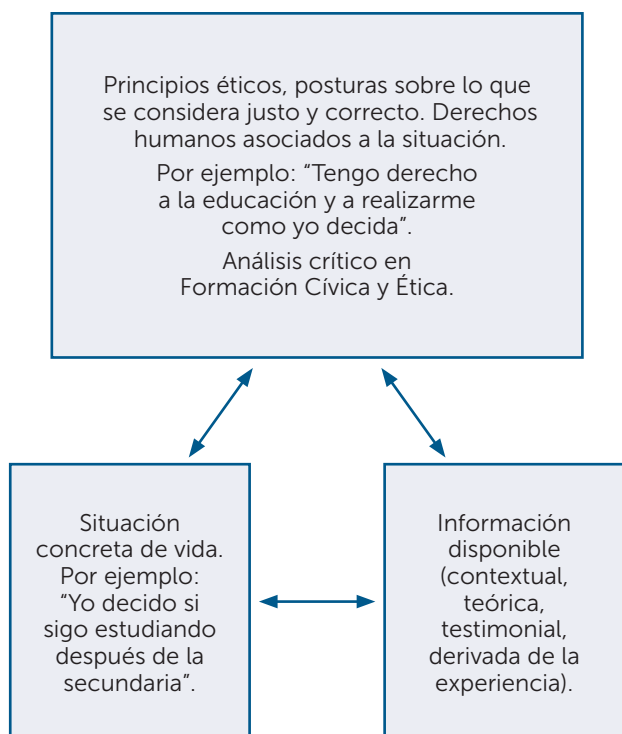 Principios éticos, posturas sobre lo que
se considera justo y correcto. Derechos
humanos asociados a la situación.
Por ejemplo: “Tengo derecho
a la educación y a realizarme
como yo decida”.
Análisis crítico en
Formación Cívica y Ética.
Situación
concreta de vida.
Por ejemplo:
“Yo decido si
sigo estudiando
después de la
secundaria”.
Información
disponible
(contextual,
teórica,
testimonial,
derivada de la
experiencia).